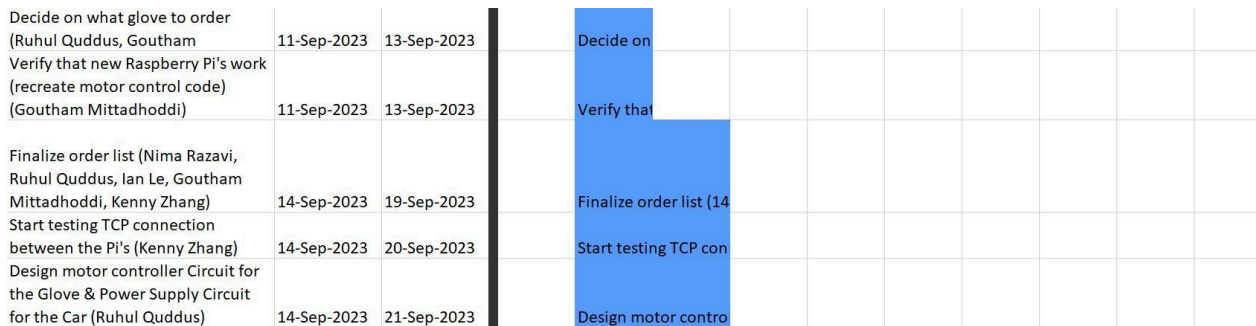 Decide on what glove to order
(Ruhul Quddus, Goutham
11-Sep-2023 13-Sep-2023 Decide on
Verify that new Raspberry Pi's work
(recreate motor control code)
(Goutham Mittadhoddi)
11-Sep-2023 13-Sep-2023 Verify that
Finalize order list (Nima Razavi,
Ruhul Quddus, Ian Le, Goutham
Mittadhoddi, Kenny Zhang)
14-Sep-2023 19-Sep-2023 Finalize order list (14
Start testing TCP connection
between the Pi's (Kenny Zhang)
14-Sep-2023 20-Sep-2023 Start testing TCP con
Design motor controller Circuit for
the Glove & Power Supply Circuit
for the Car (Ruhul Quddus)
14-Sep-2023 21-Sep-2023 Design motor contro